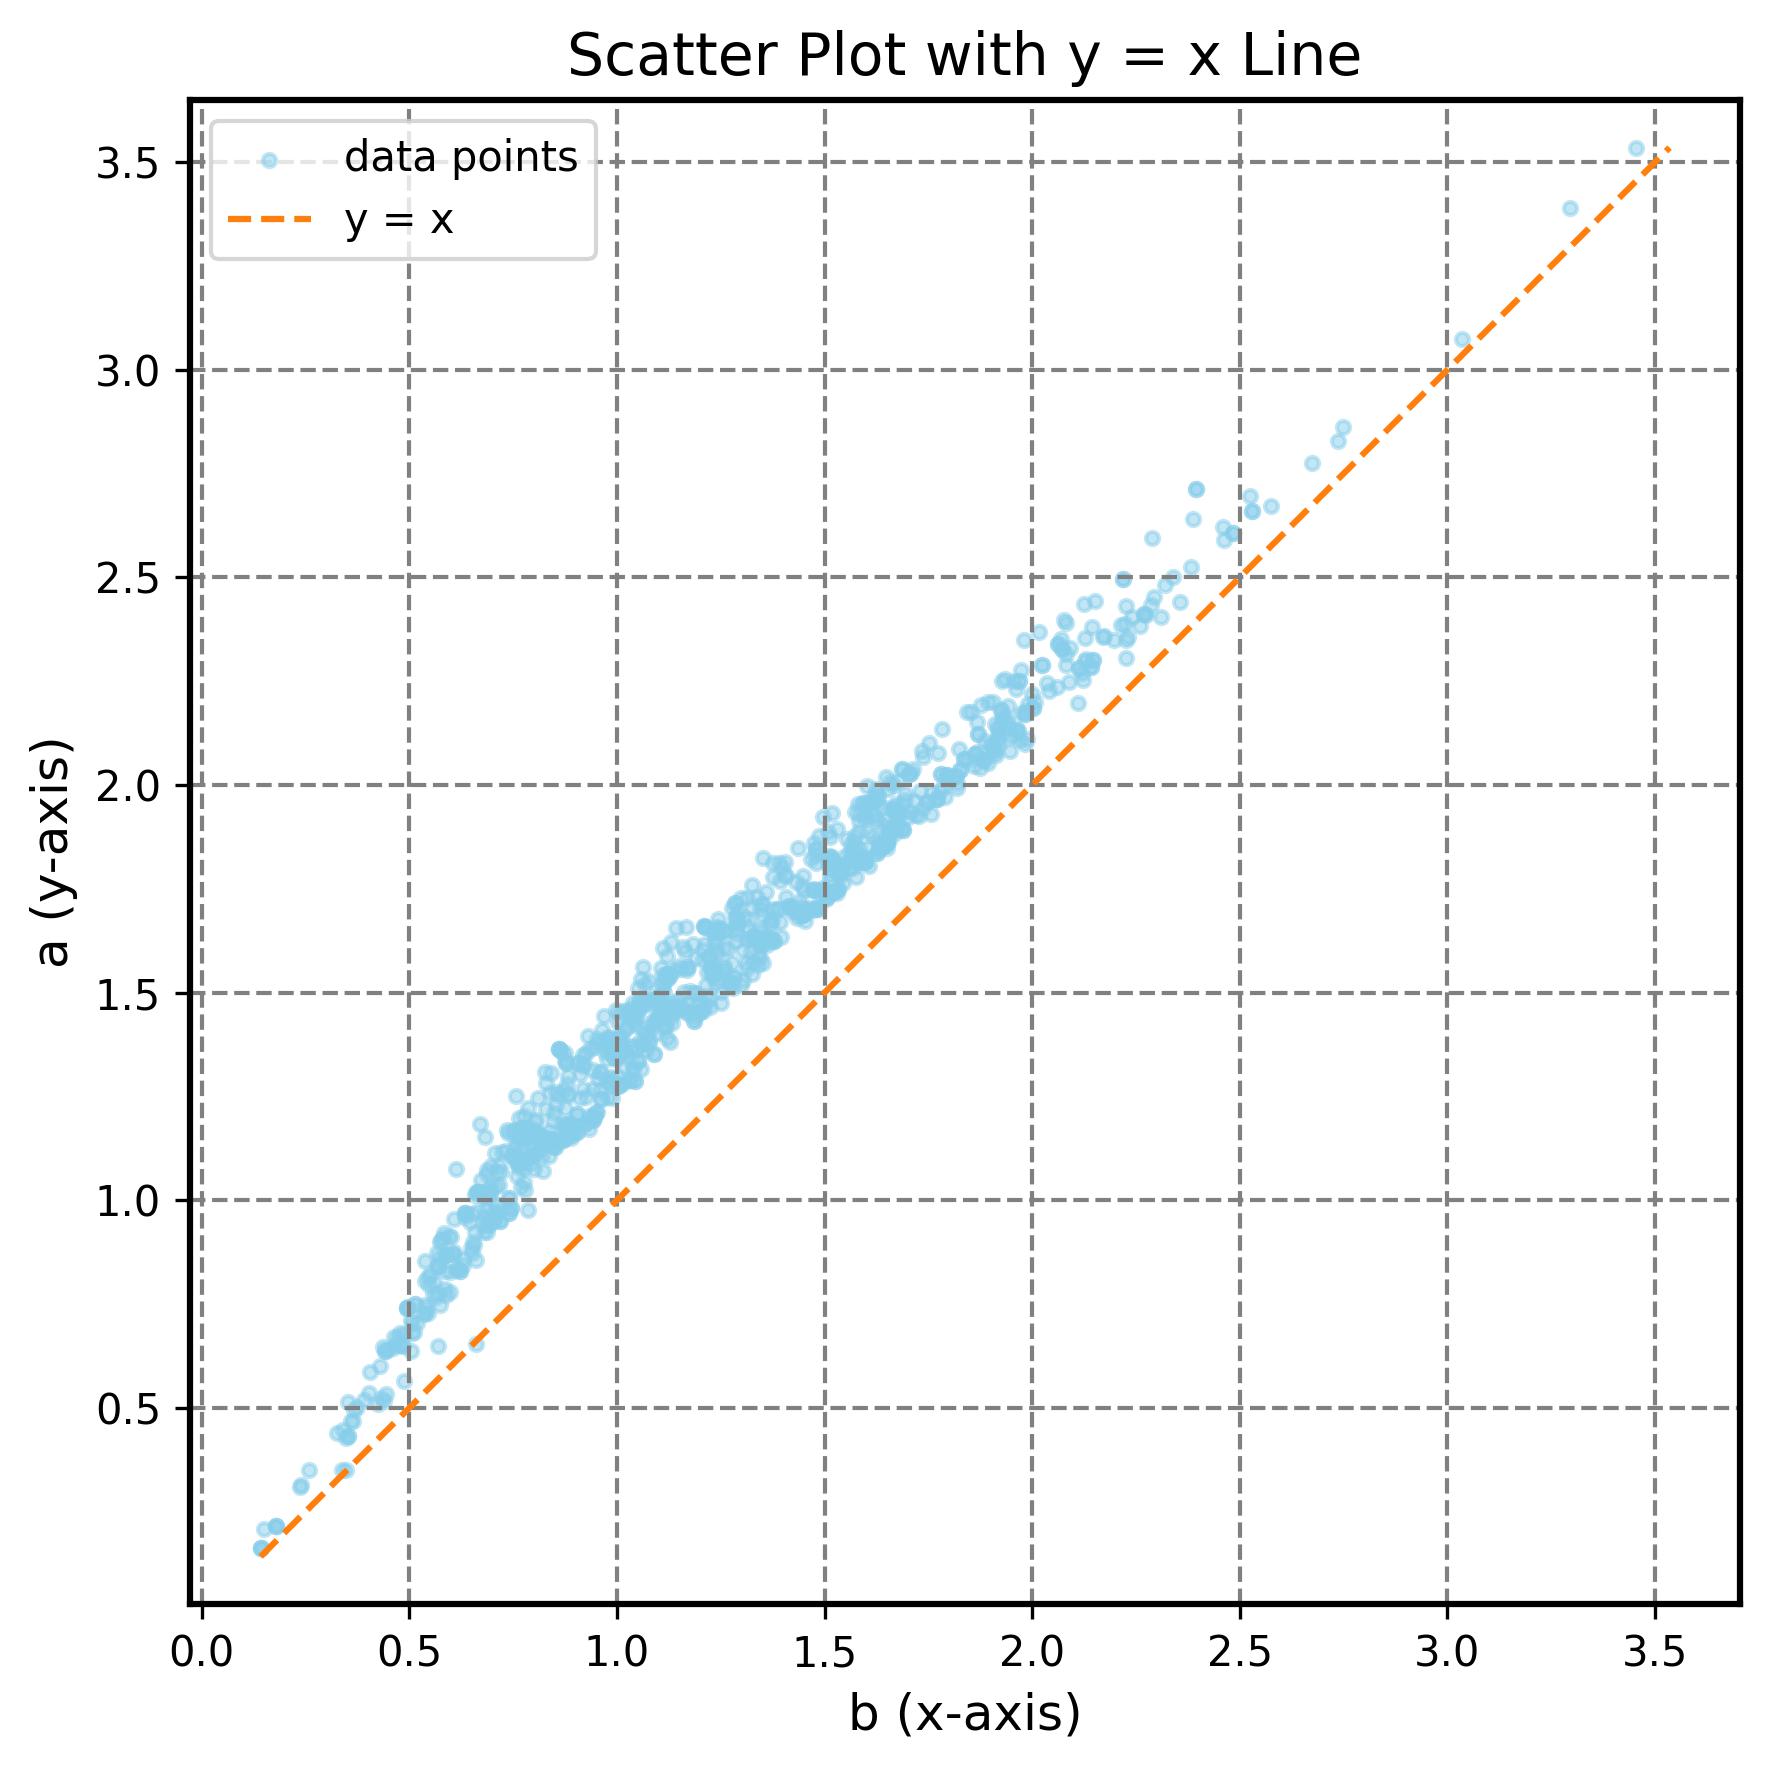 Scatter Plot with y = x Line
data points
y = x
3.5
3.0
2.5
2.0
1.5
1.0
0.5
a (y-axis)
0.0 0.5 1.0 1.5 2.0 2.5 3.0 3.5
b (x-axis)